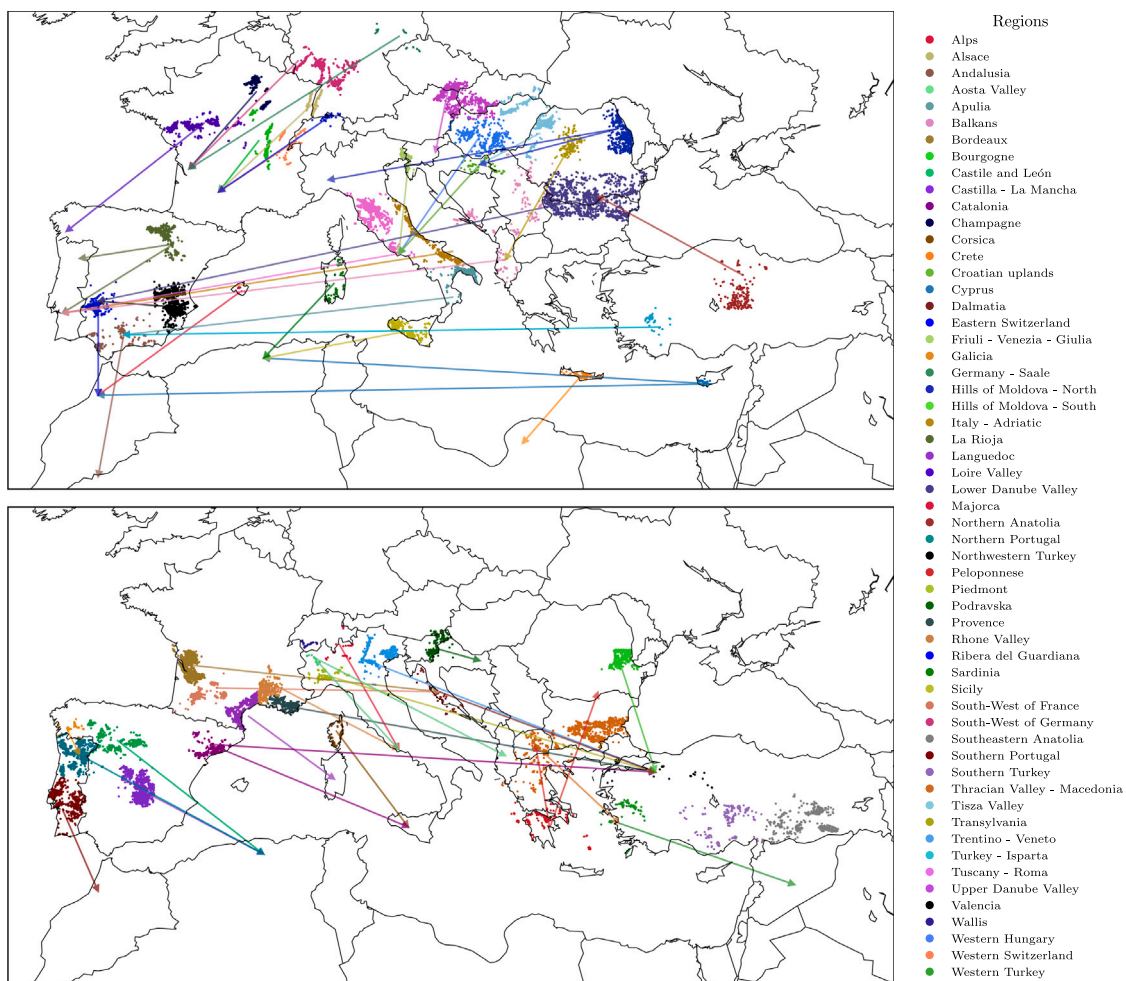 Regions
Alps
Alsace
Andalusia
Aosta Valley
Apulia
Balkans
Bordeaux
Bourgogne
Castile and León
Castilla - La Mancha
Catalonia
Champagne
Corsica
Crete
Croatian uplands
Cyprus
Dalmatia
Eastern Switzerland
Friuli - Venezia - Giulia
Galicia
Germany - Saale
Hills of Moldova - North
Hills of Moldova - South
Italy - Adriatic
La Rioja
Languedoc
Loire Valley
Lower Danube Valley
Majorca
Northern Anatolia
Northern Portugal
Northwestern Turkey
Peloponnese
Piedmont
Podravska
Provence
Rhone Valley
Ribera del Guardiana
Sardinia
Sicily
South-West of France
South-West of Germany
Southeastern Anatolia
Southern Portugal
Southern Turkey
Thracian Valley - Macedonia
Tisza Valley
Transylvania
Trentino - Veneto
Turkey - Isparta
Tuscany - Roma
Upper Danube Valley
Valencia
Wallis
Western Hungary
Western Switzerland
Western Turkey